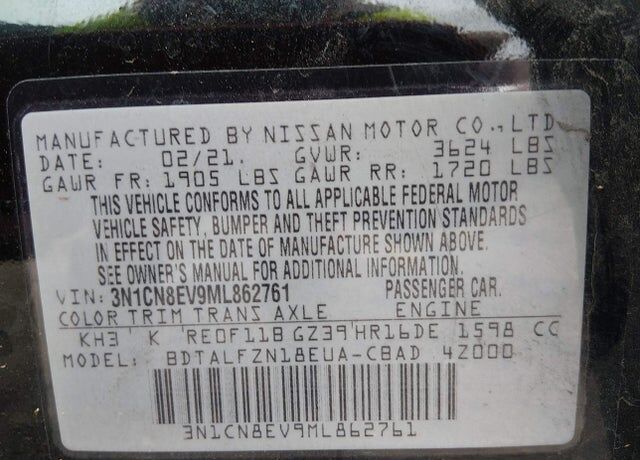 MANUFACTURED BY NISSAN MOTOR CO., LTD
DATE: 02/21. GVWR: 3624 LBS
GAWR FR: 1905 LBS GAWR RR: 1720 LBS
THIS VEHICLE CONFORMS TO ALL APPLICABLE FEDERAL MOTOR
VEHICLE SAFETY, BUMPER AND THEFT PREVENTION STANDARDS
IN EFFECT ON THE DATE OF MANUFACTURE SHOWN ABOVE.
SEE OWNER'S MANUAL FOR ADDITIONAL INFORMATION.
VIN: 3N1CN8EV9ML862761 PASSENGER CAR.
COLOR TRIM TRANS AXLE ENGINE
KH3 K RE0F11B GZ39 HR16DE 1598 CC
MODEL: BDTALFZN18EUA-CBAD 4Z000
3N1CN8EV9ML862761